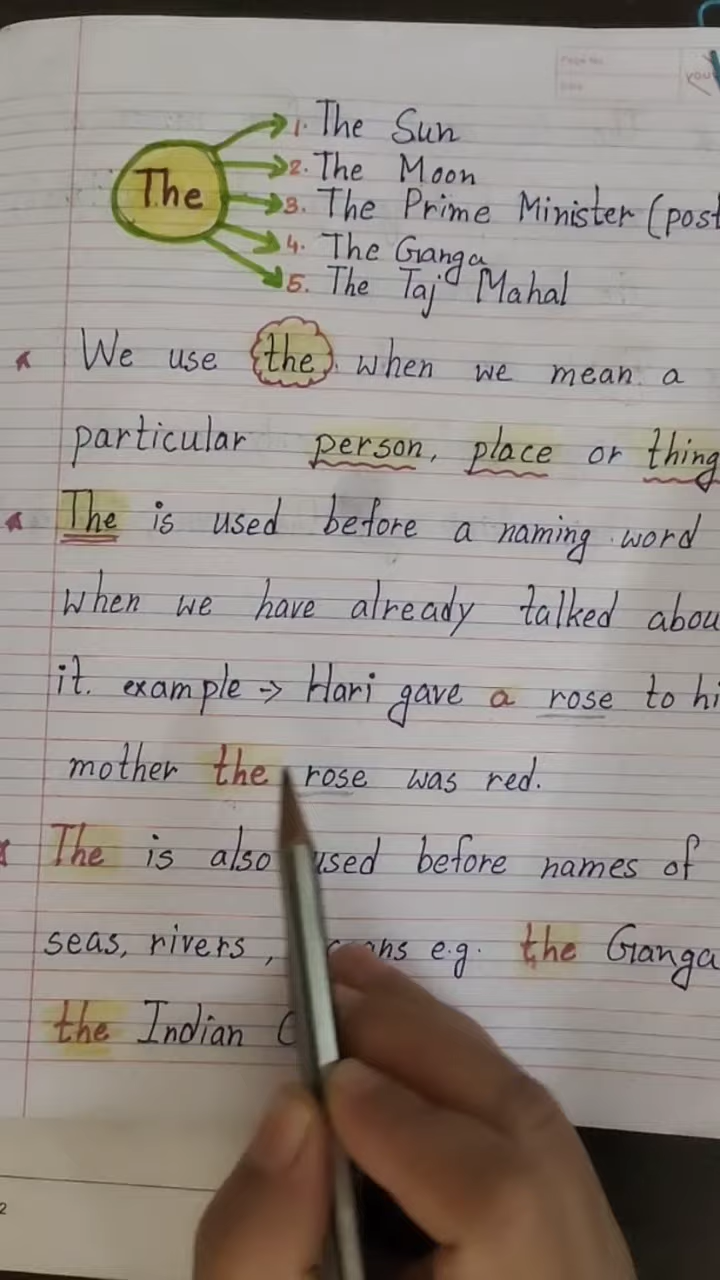 The
1. The Sun
2. The Moon
3. The Prime Minister (post
4. The Ganga
5. The Taj Mahal
We use the when we mean a
particular person, place or thing
The is used before a naming word
when we have already talked abou
it. example → Hari gave a rose to hi
mother the rose was red.
The is also used before names of
seas, rivers, e.g. the Ganga
the Indian
2